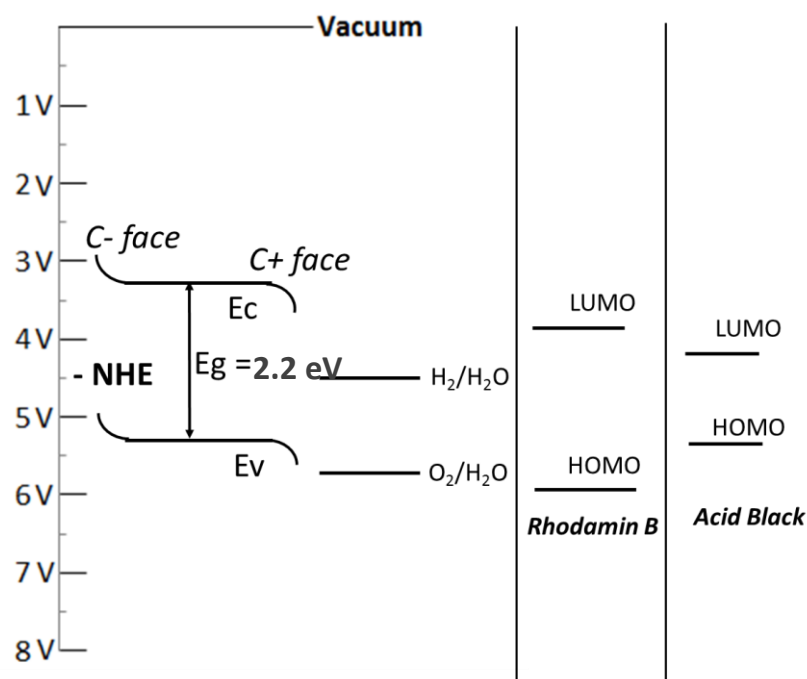 Vacuum
1 V
2 V
3 V
4 V
5 V
6 V
7 V
8 V
C- face
C+ face
Ec
- NHE
Eg =2.2 eV
Ev
H₂/H₂O
O₂/H₂O
LUMO
HOMO
Rhodamin B
LUMO
HOMO
Acid Black